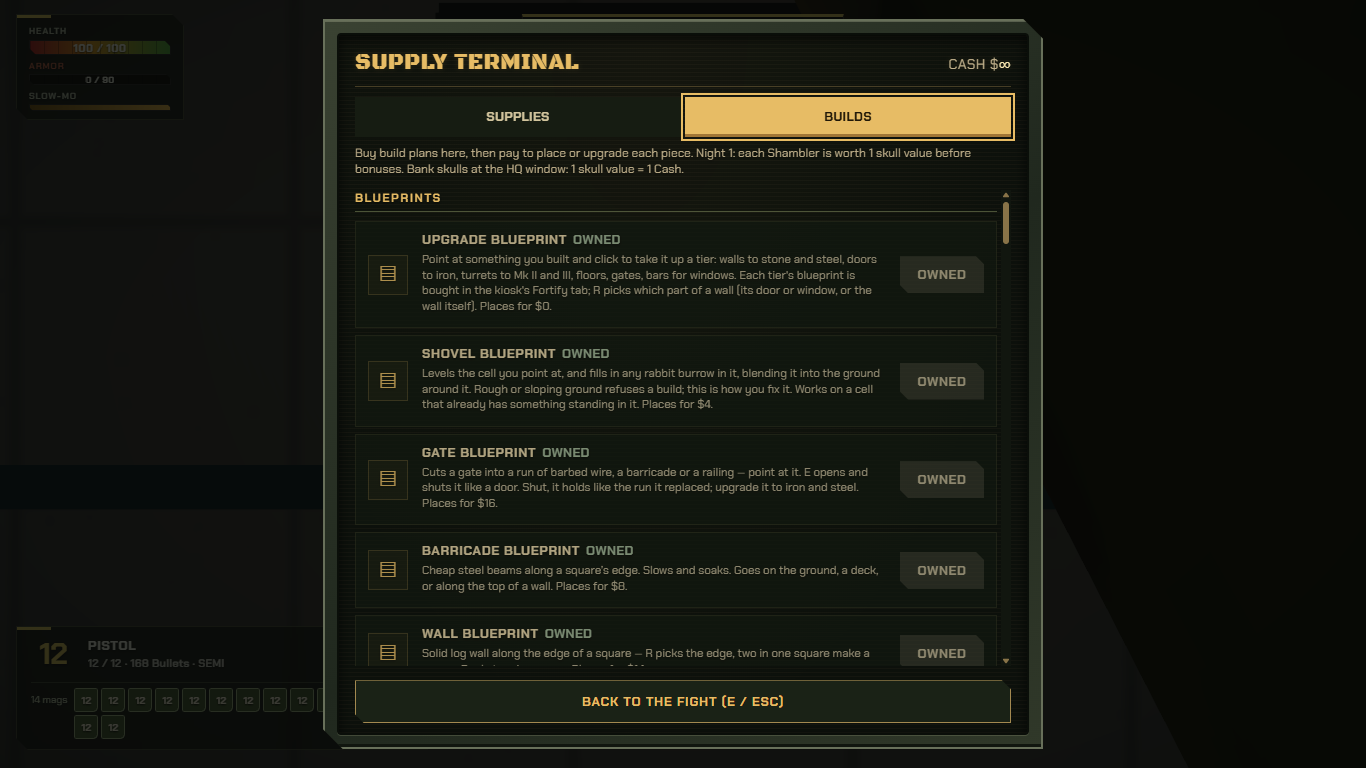 HEALTH
100 / 100
ARMOR
0 / 90
SLOW-MO
SUPPLY TERMINAL
CASH $∞
SUPPLIES
BUILDS
Buy build plans here, then pay to place or upgrade each piece. Night 1: each Shambler is worth 1 skull value before
bonuses. Bank skulls at the HQ window: 1 skull value = 1 Cash.
BLUEPRINTS
UPGRADE BLUEPRINT OWNED
Point at something you built and click to take it up a tier: walls to stone and steel, doors
to iron, turrets to Mk II and III, floors, gates, bars for windows. Each tier's blueprint is
bought in the kiosk's Fortify tab; R picks which part of a wall (its door or window, or the
wall itself). Places for $0.
OWNED
SHOVEL BLUEPRINT OWNED
Levels the cell you point at, and fills in any rabbit burrow in it, blending it into the ground
around it. Rough or sloping ground refuses a build; this is how you fix it. Works on a cell
that already has something standing in it. Places for $4.
OWNED
GATE BLUEPRINT OWNED
Cuts a gate into a run of barbed wire, a barricade or a railing — point at it. E opens and
shuts it like a door. Shut, it holds like the run it replaced; upgrade it to iron and steel.
Places for $16.
OWNED
BARRICADE BLUEPRINT OWNED
Cheap steel beams along a square's edge. Slows and soaks. Goes on the ground, a deck,
or along the top of a wall. Places for $8.
OWNED
WALL BLUEPRINT OWNED
Solid log wall along the edge of a square — R picks the edge, two in one square make a
OWNED
BACK TO THE FIGHT (E / ESC)
12
PISTOL
12 / 12 · 168 Bullets · SEMI
14 mags
12 12 12 12 12 12 12 12 12
12 12